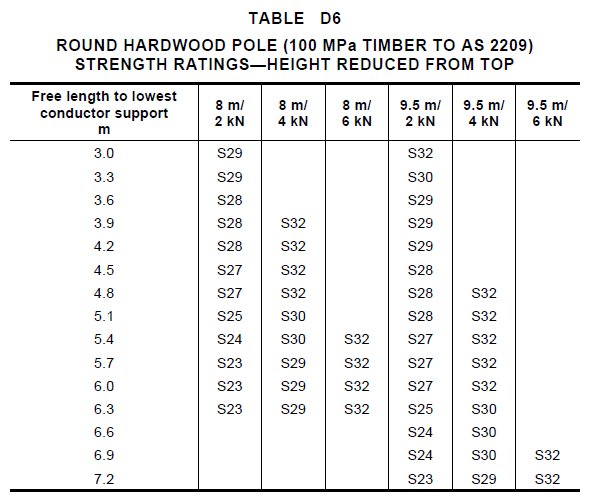 TABLE D6
ROUND HARDWOOD POLE (100 MPa TIMBER TO AS 2209)
STRENGTH RATINGS—HEIGHT REDUCED FROM TOP
Free length to lowest conductor support m | 8 m/ 2 kN | 8 m/ 4 kN | 8 m/ 6 kN | 9.5 m/ 2 kN | 9.5 m/ 4 kN | 9.5 m/ 6 kN
3.0 | S29 | | | S32 | |
3.3 | S29 | | | S30 | |
3.6 | S28 | | | S29 | |
3.9 | S28 | S32 | | S29 | |
4.2 | S28 | S32 | | S29 | |
4.5 | S27 | S32 | | S28 | |
4.8 | S27 | S32 | | S28 | S32 |
5.1 | S25 | S30 | | S28 | S32 |
5.4 | S24 | S30 | S32 | S27 | S32 |
5.7 | S23 | S29 | S32 | S27 | S32 |
6.0 | S23 | S29 | S32 | S27 | S32 |
6.3 | S23 | S29 | S32 | S25 | S30 |
6.6 | | | | S24 | S30 |
6.9 | | | | S24 | S30 | S32
7.2 | | | | S23 | S29 | S32